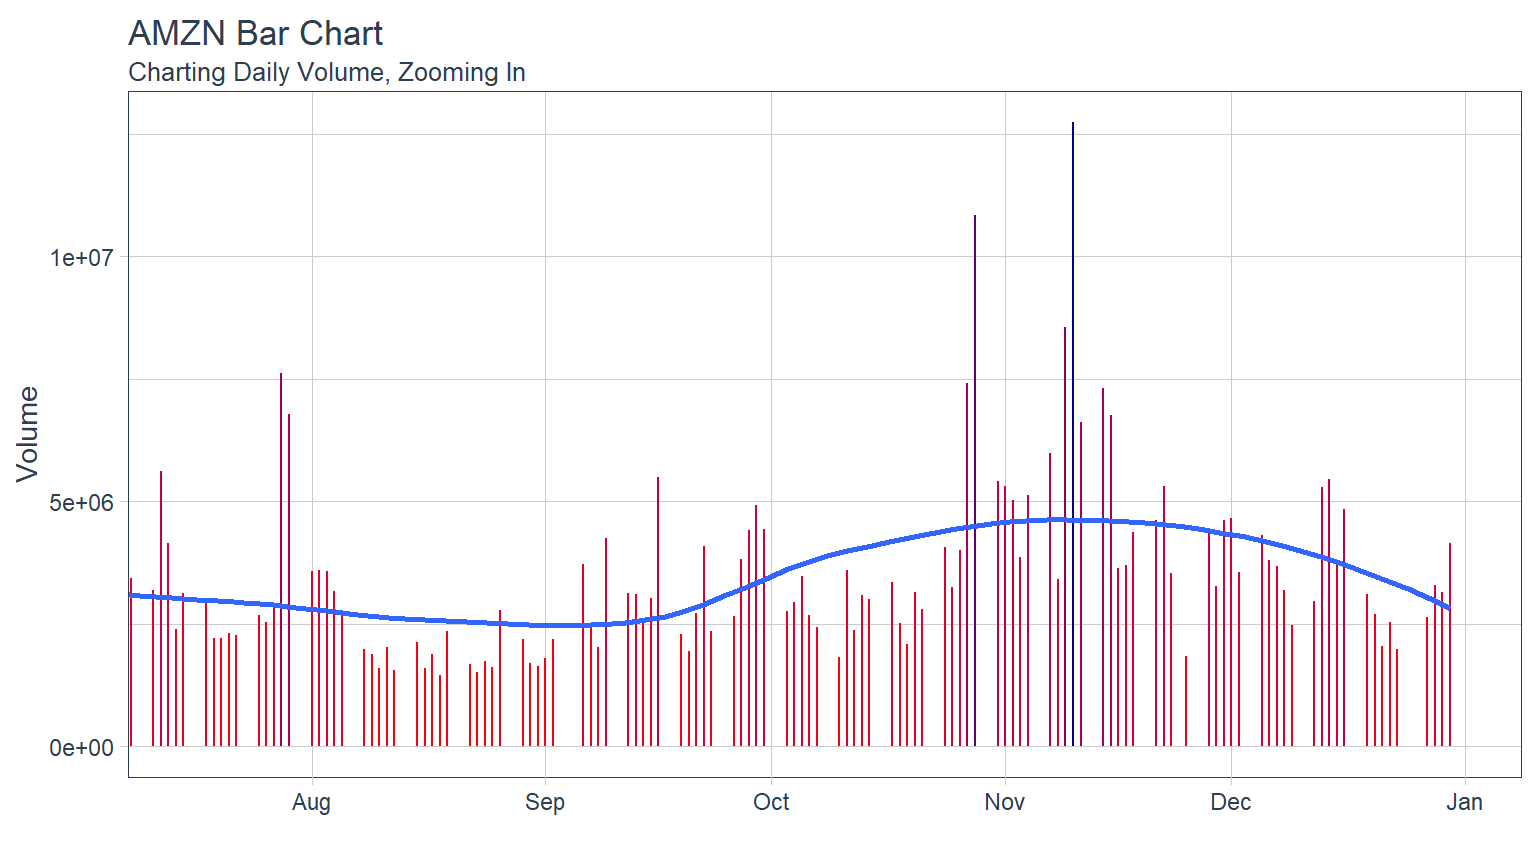 AMZN Bar Chart
Charting Daily Volume, Zooming In
Volume
1e+07
5e+06
0e+00
Aug Sep Oct Nov Dec Jan